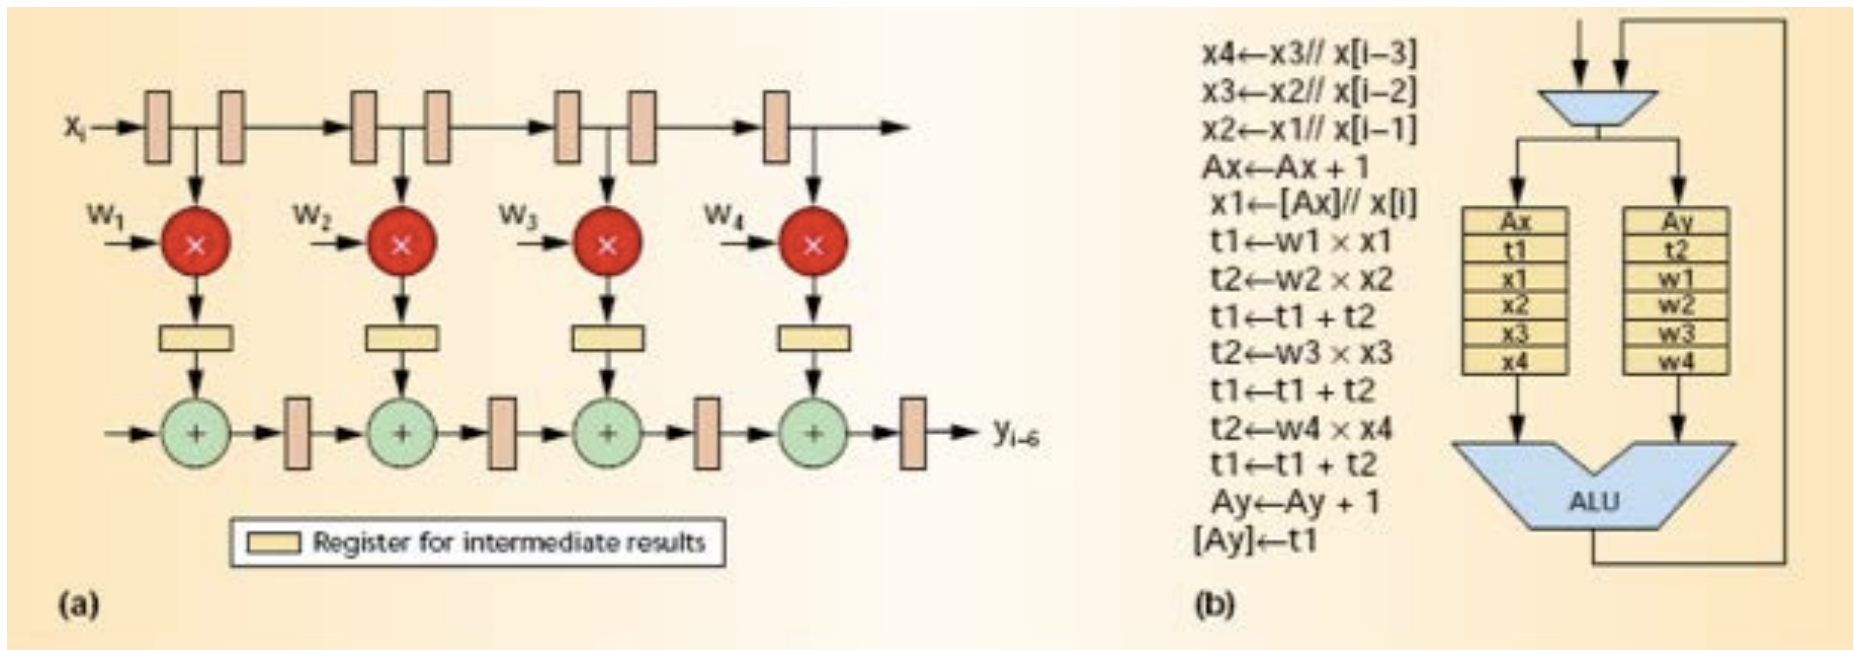 xᵢ
w₁
w₂
w₃
w₄
×
×
×
×
+
+
+
+
yᵢ₋₆
Register for intermediate results
(a)
x4←x3// x[i–3]
x3←x2// x[i–2]
x2←x1// x[i–1]
Ax←Ax + 1
x1←[Ax]// x[i]
t1←w1 × x1
t2←w2 × x2
t1←t1 + t2
t2←w3 × x3
t1←t1 + t2
t2←w4 × x4
t1←t1 + t2
Ay←Ay + 1
[Ay]←t1
Ax
t1
x1
x2
x3
x4
Ay
t2
w1
w2
w3
w4
ALU
(b)